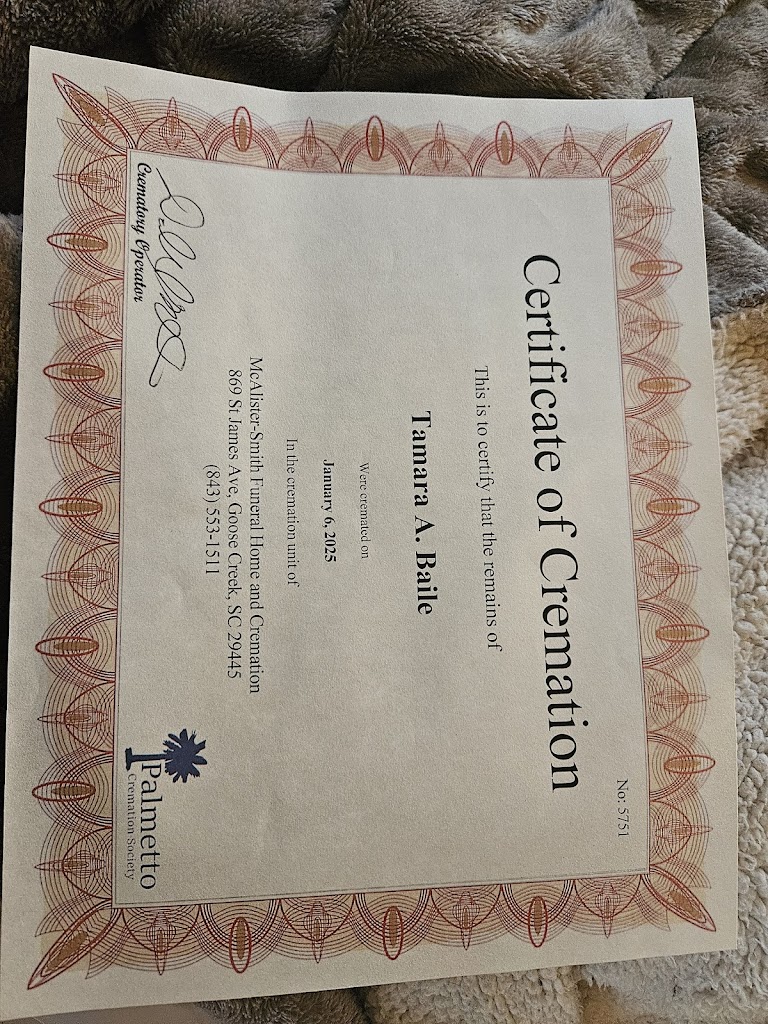 No: 5751
Certificate of Cremation
This is to certify that the remains of
Tamara A. Baile
Were cremated on
January 6, 2025
In the cremation unit of
McAlister-Smith Funeral Home and Cremation
869 St James Ave, Goose Creek, SC 29445
(843) 553-1511
Crematory Operator
Palmetto
Cremation Society